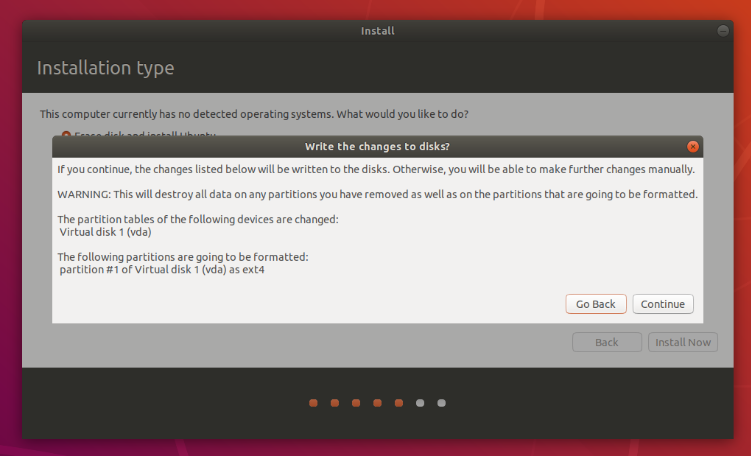 Install
Installation type
This computer currently has no detected operating systems. What would you like to do?
Erase disk and install Ubuntu
Write the changes to disks?
If you continue, the changes listed below will be written to the disks. Otherwise, you will be able to make further changes manually.
WARNING: This will destroy all data on any partitions you have removed as well as on the partitions that are going to be formatted.
The partition tables of the following devices are changed:
Virtual disk 1 (vda)
The following partitions are going to be formatted:
partition #1 of Virtual disk 1 (vda) as ext4
Go Back Continue
Back Install Now